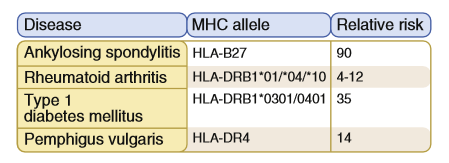 Disease MHC allele Relative risk
Ankylosing spondylitis HLA-B27 90
Rheumatoid arthritis HLA-DRB1*01/*04/*10 4-12
Type 1 HLA-DRB1*0301/0401 35
diabetes mellitus
Pemphigus vulgaris HLA-DR4 14